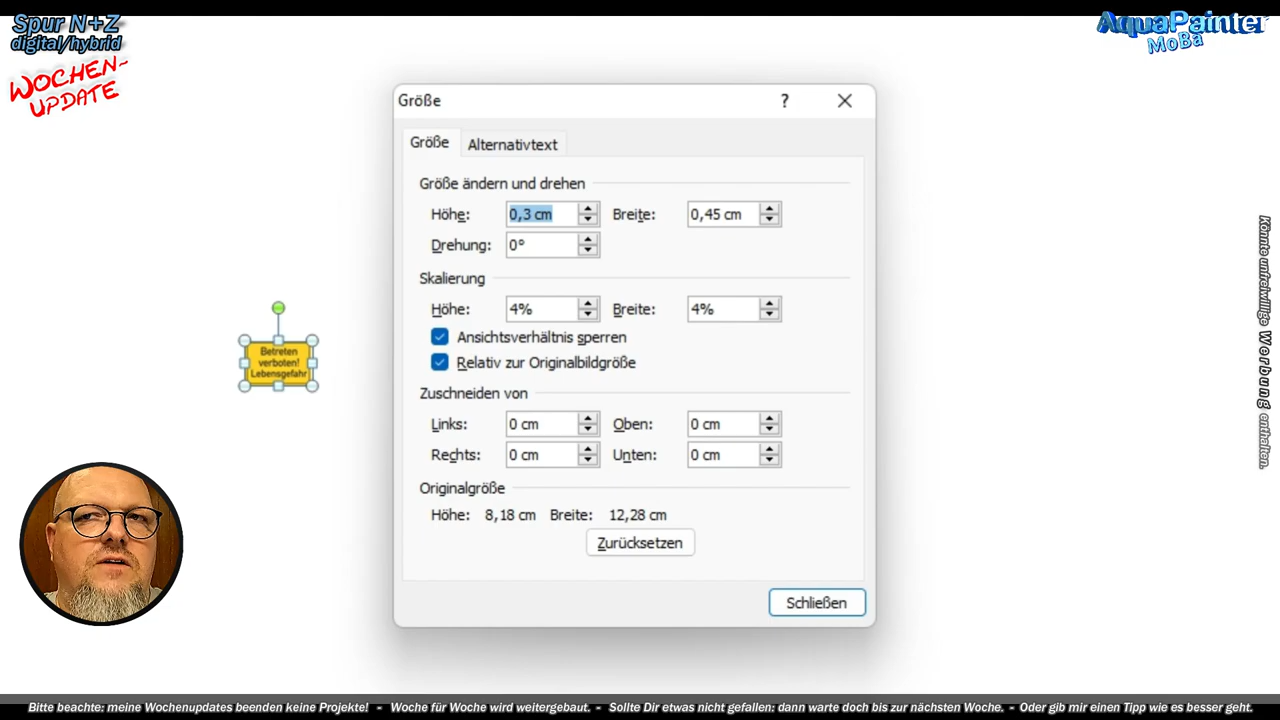 Spur N+Z
digital/hybrid
WOCHEN-
UPDATE
AquaPainter
MoBa
Größe
?
Größe
Alternativtext
Größe ändern und drehen
Höhe: 0,3 cm Breite: 0,45 cm
Drehung: 0°
Skalierung
Höhe: 4% Breite: 4%
Ansichtsverhältnis sperren
Relativ zur Originalbildgröße
Zuschneiden von
Links: 0 cm Oben: 0 cm
Rechts: 0 cm Unten: 0 cm
Originalgröße
Höhe: 8,18 cm Breite: 12,28 cm
Zurücksetzen
Schließen
Betreten
verboten!
Lebensgefahr
Könnte umfreiwillige Werbung enthalten.
Bitte beachte: meine Wochenupdates beenden keine Projekte! - Woche für Woche wird weitergebaut. - Sollte Dir etwas nicht gefallen: dann warte doch bis zur nächsten Woche. - Oder gib mir einen Tipp wie es besser geht.